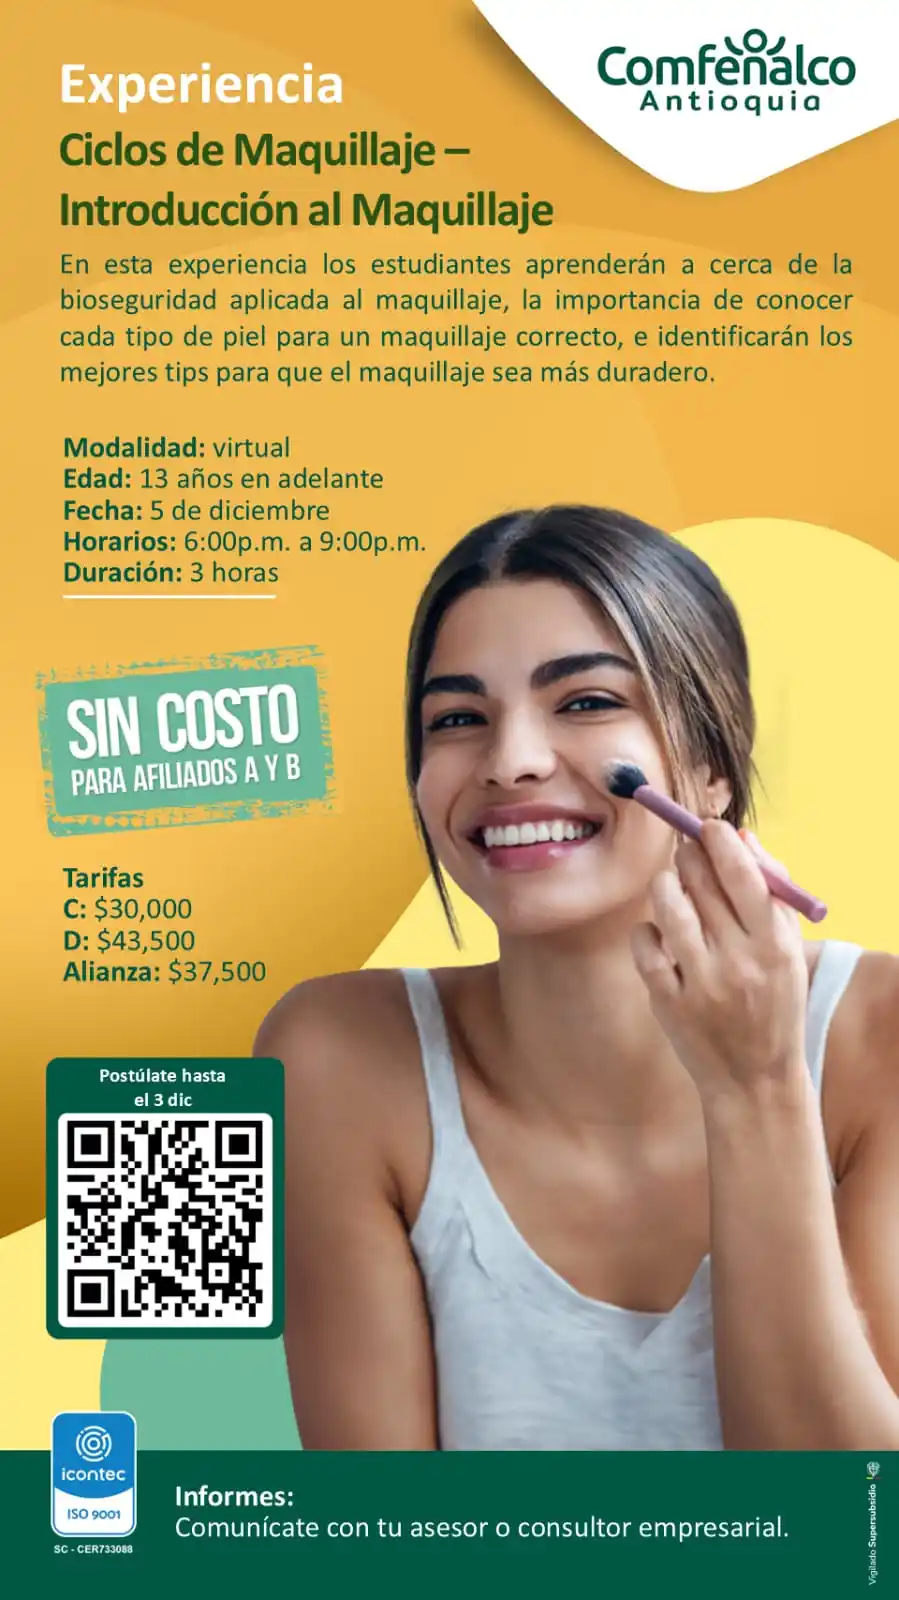 Comfenalco
Antioquia
Experiencia
Ciclos de Maquillaje –
Introducción al Maquillaje
En esta experiencia los estudiantes aprenderán a cerca de la
bioseguridad aplicada al maquillaje, la importancia de conocer
cada tipo de piel para un maquillaje correcto, e identificarán los
mejores tips para que el maquillaje sea más duradero.
Modalidad: virtual
Edad: 13 años en adelante
Fecha: 5 de diciembre
Horarios: 6:00p.m. a 9:00p.m.
Duración: 3 horas
SIN COSTO
PARA AFILIADOS A Y B
Tarifas
C: $30,000
D: $43,500
Alianza: $37,500
Postúlate hasta
el 3 dic
icontec
ISO 9001
SC - CER733088
Informes:
Comunícate con tu asesor o consultor empresarial.
Vigilado Supersubsidio